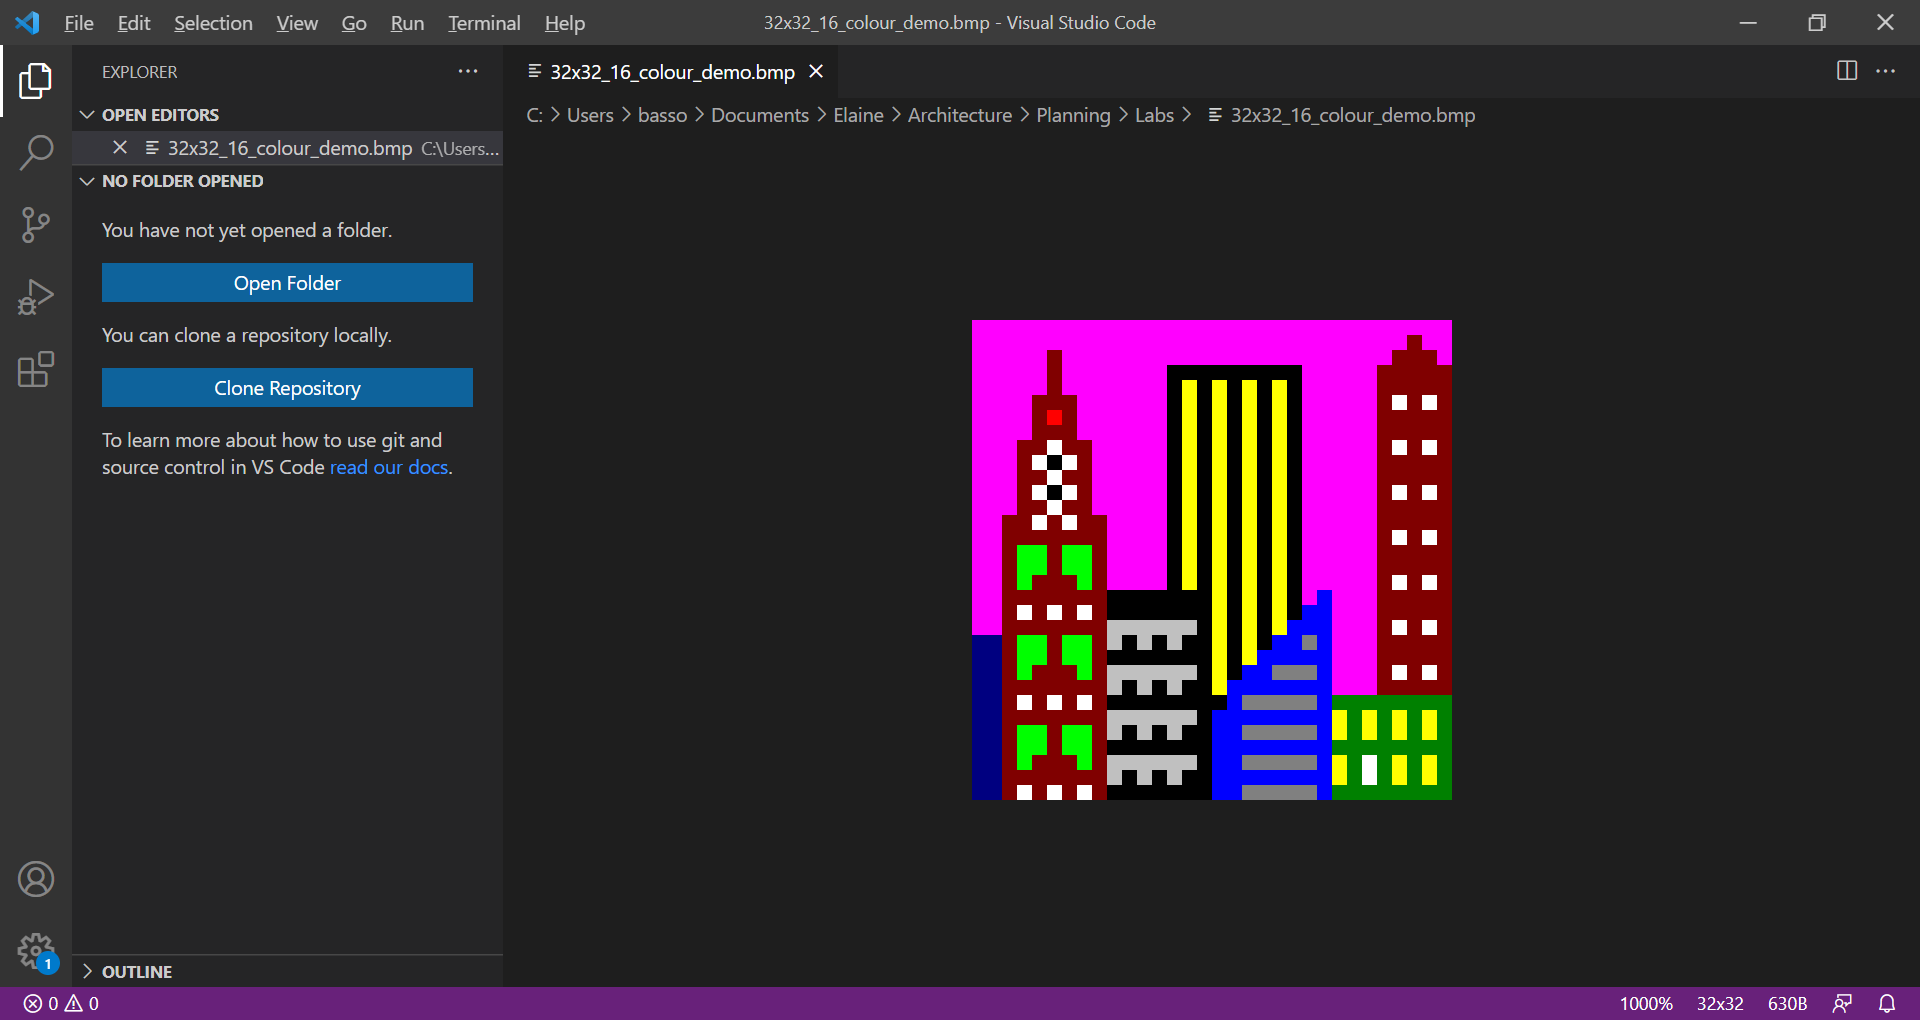 File Edit Selection View Go Run Terminal Help
32x32_16_colour_demo.bmp - Visual Studio Code
EXPLORER
OPEN EDITORS
32x32_16_colour_demo.bmp C:\Users...
NO FOLDER OPENED
You have not yet opened a folder.
Open Folder
You can clone a repository locally.
Clone Repository
To learn more about how to use git and
source control in VS Code read our docs.
OUTLINE
32x32_16_colour_demo.bmp
C: > Users > basso > Documents > Elaine > Architecture > Planning > Labs > 32x32_16_colour_demo.bmp
1
0 0
1000% 32x32 630B